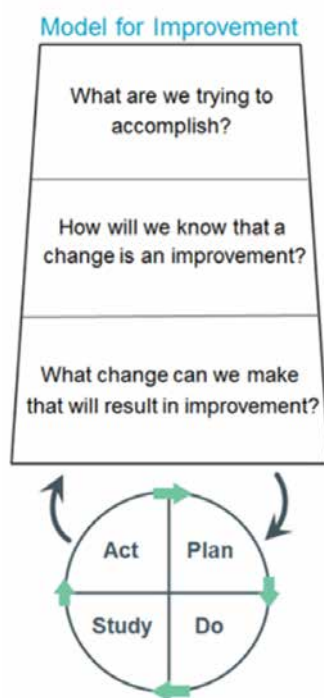 Model for Improvement
What are we trying to
accomplish?
How will we know that a
change is an improvement?
What change can we make
that will result in improvement?
Act
Plan
Study
Do